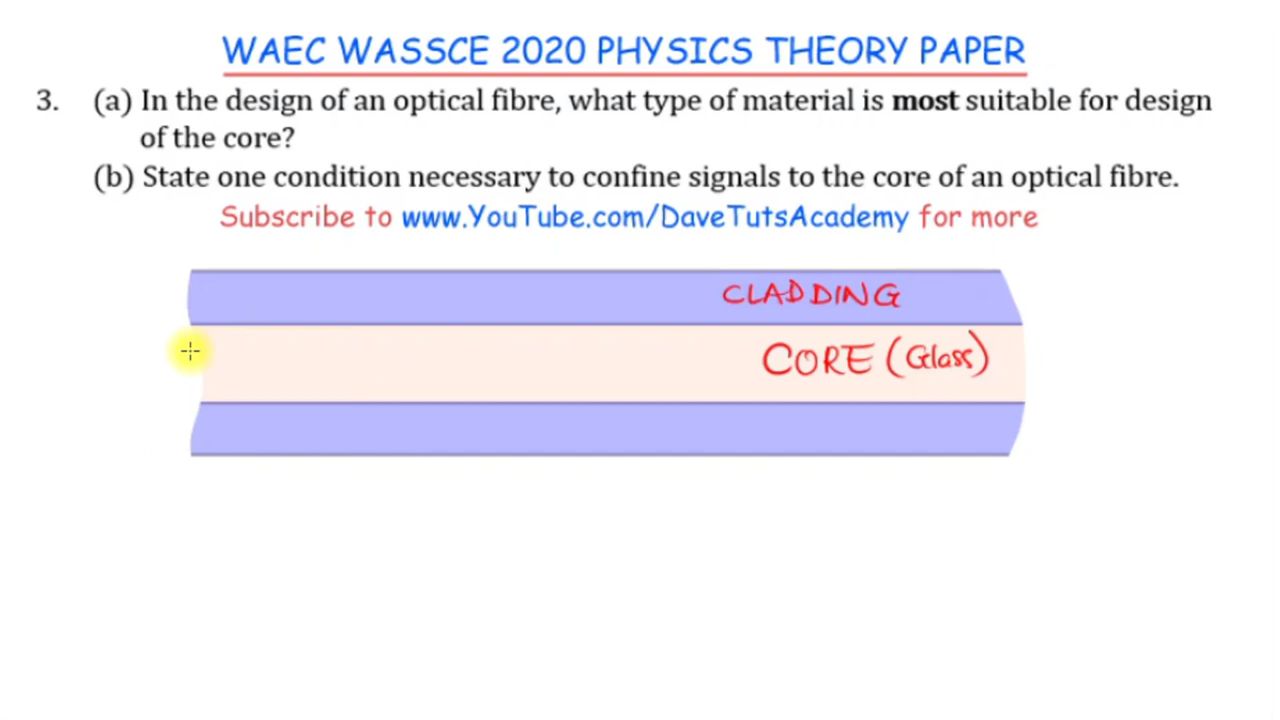 WAEC WASSCE 2020 PHYSICS THEORY PAPER
3. (a) In the design of an optical fibre, what type of material is most suitable for design
of the core?
(b) State one condition necessary to confine signals to the core of an optical fibre.
Subscribe to www.YouTube.com/DaveTutsAcademy for more
CLADDING
CORE (Glass)